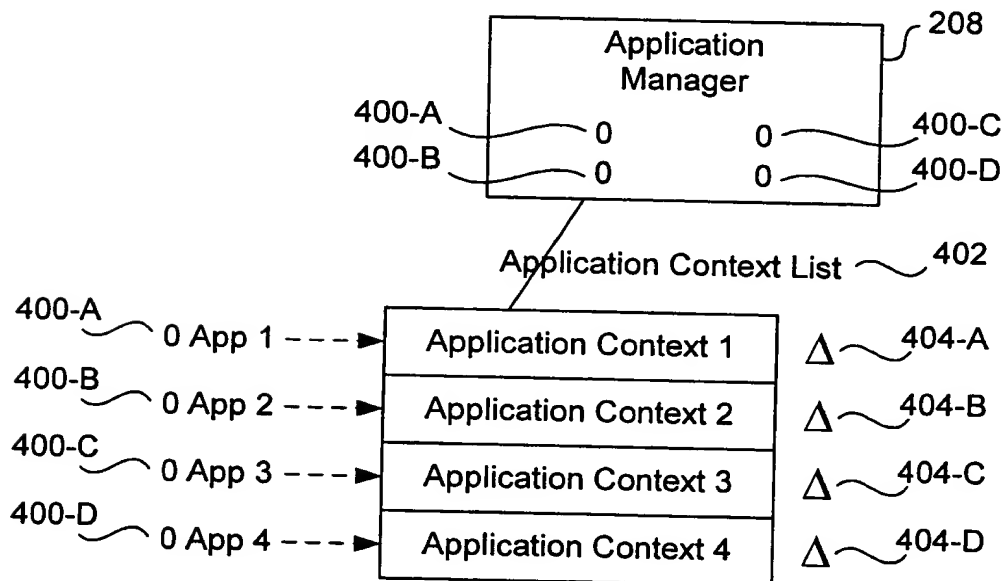 Application
Manager
208
400-A 0 0 400-C
400-B 0 0 400-D
Application Context List 402
400-A
0 App 1 Application Context 1 Δ 404-A
400-B
0 App 2 Application Context 2 Δ 404-B
400-C
0 App 3 Application Context 3 Δ 404-C
400-D
0 App 4 Application Context 4 Δ 404-D